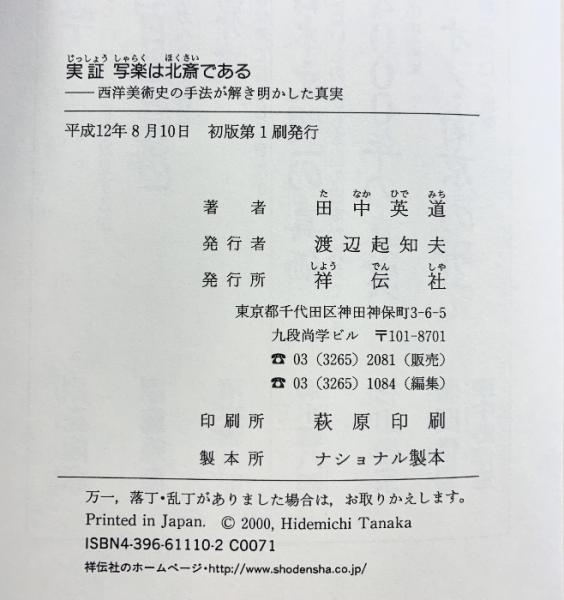 じっしょう しゃらく ほくさい
実証 写楽は北斎である
――西洋美術史の手法が解き明かした真実
平成12年8月10日 初版第1刷発行
た なか ひで みち
著者 田中英道
発行者 渡辺起知夫
しよう でん しや
発行所 祥伝社
東京都千代田区神田神保町3-6-5
九段尚学ビル 〒101-8701
☎ 03 (3265) 2081 (販売)
☎ 03 (3265) 1084 (編集)
印刷所 萩原印刷
製本所 ナショナル製本
万一，落丁・乱丁がありました場合は，お取りかえします。
Printed in Japan. © 2000, Hidemichi Tanaka
ISBN4-396-61110-2 C0071
祥伝社のホームページ・http://www.shodensha.co.jp/